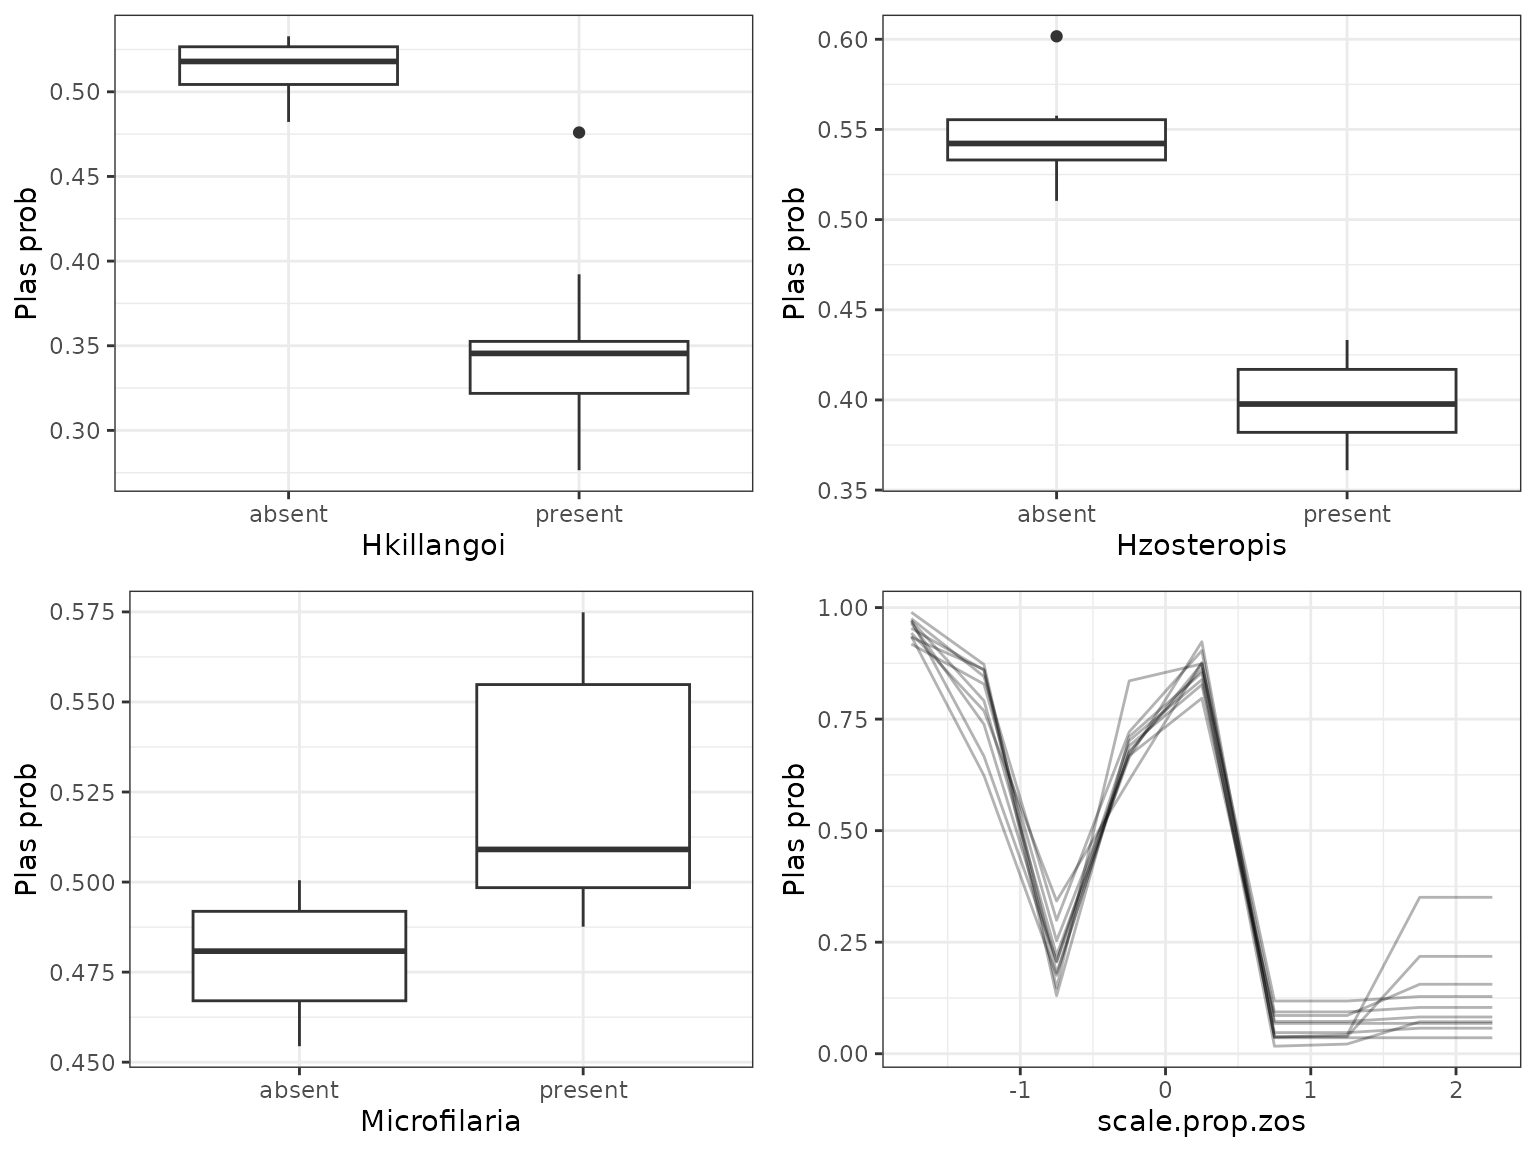 Plas prob
0.50
0.45
0.40
0.35
0.30
absent present
Hkillangoi
Plas prob
0.60
0.55
0.50
0.45
0.40
0.35
absent present
Hzosteropis
Plas prob
0.575
0.550
0.525
0.500
0.475
0.450
absent present
Microfilaria
Plas prob
1.00
0.75
0.50
0.25
0.00
-1 0 1 2
scale.prop.zos